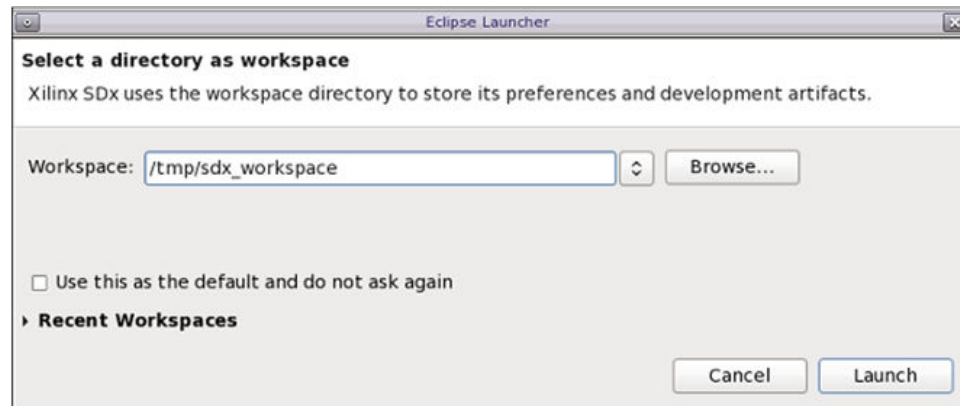 Eclipse Launcher
Select a directory as workspace
Xilinx SDx uses the workspace directory to store its preferences and development artifacts.
Workspace: /tmp/sdx_workspace Browse...
Use this as the default and do not ask again
Recent Workspaces
Cancel Launch